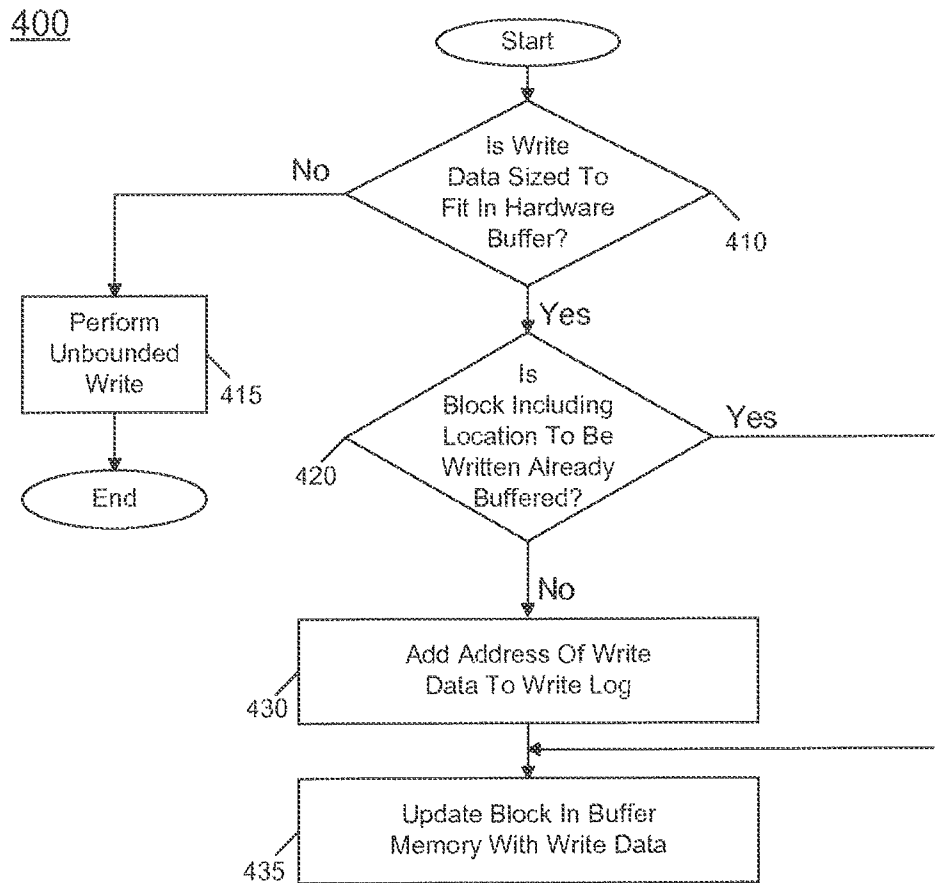 400
Start
Is Write
Data Sized To
Fit In Hardware
Buffer?
No
410
Yes
Perform
Unbounded
Write
415
Is
Block Including
Location To Be
Written Already
Buffered?
Yes
420
End
No
Add Address Of Write
Data To Write Log
430
Update Block In Buffer
Memory With Write Data
435